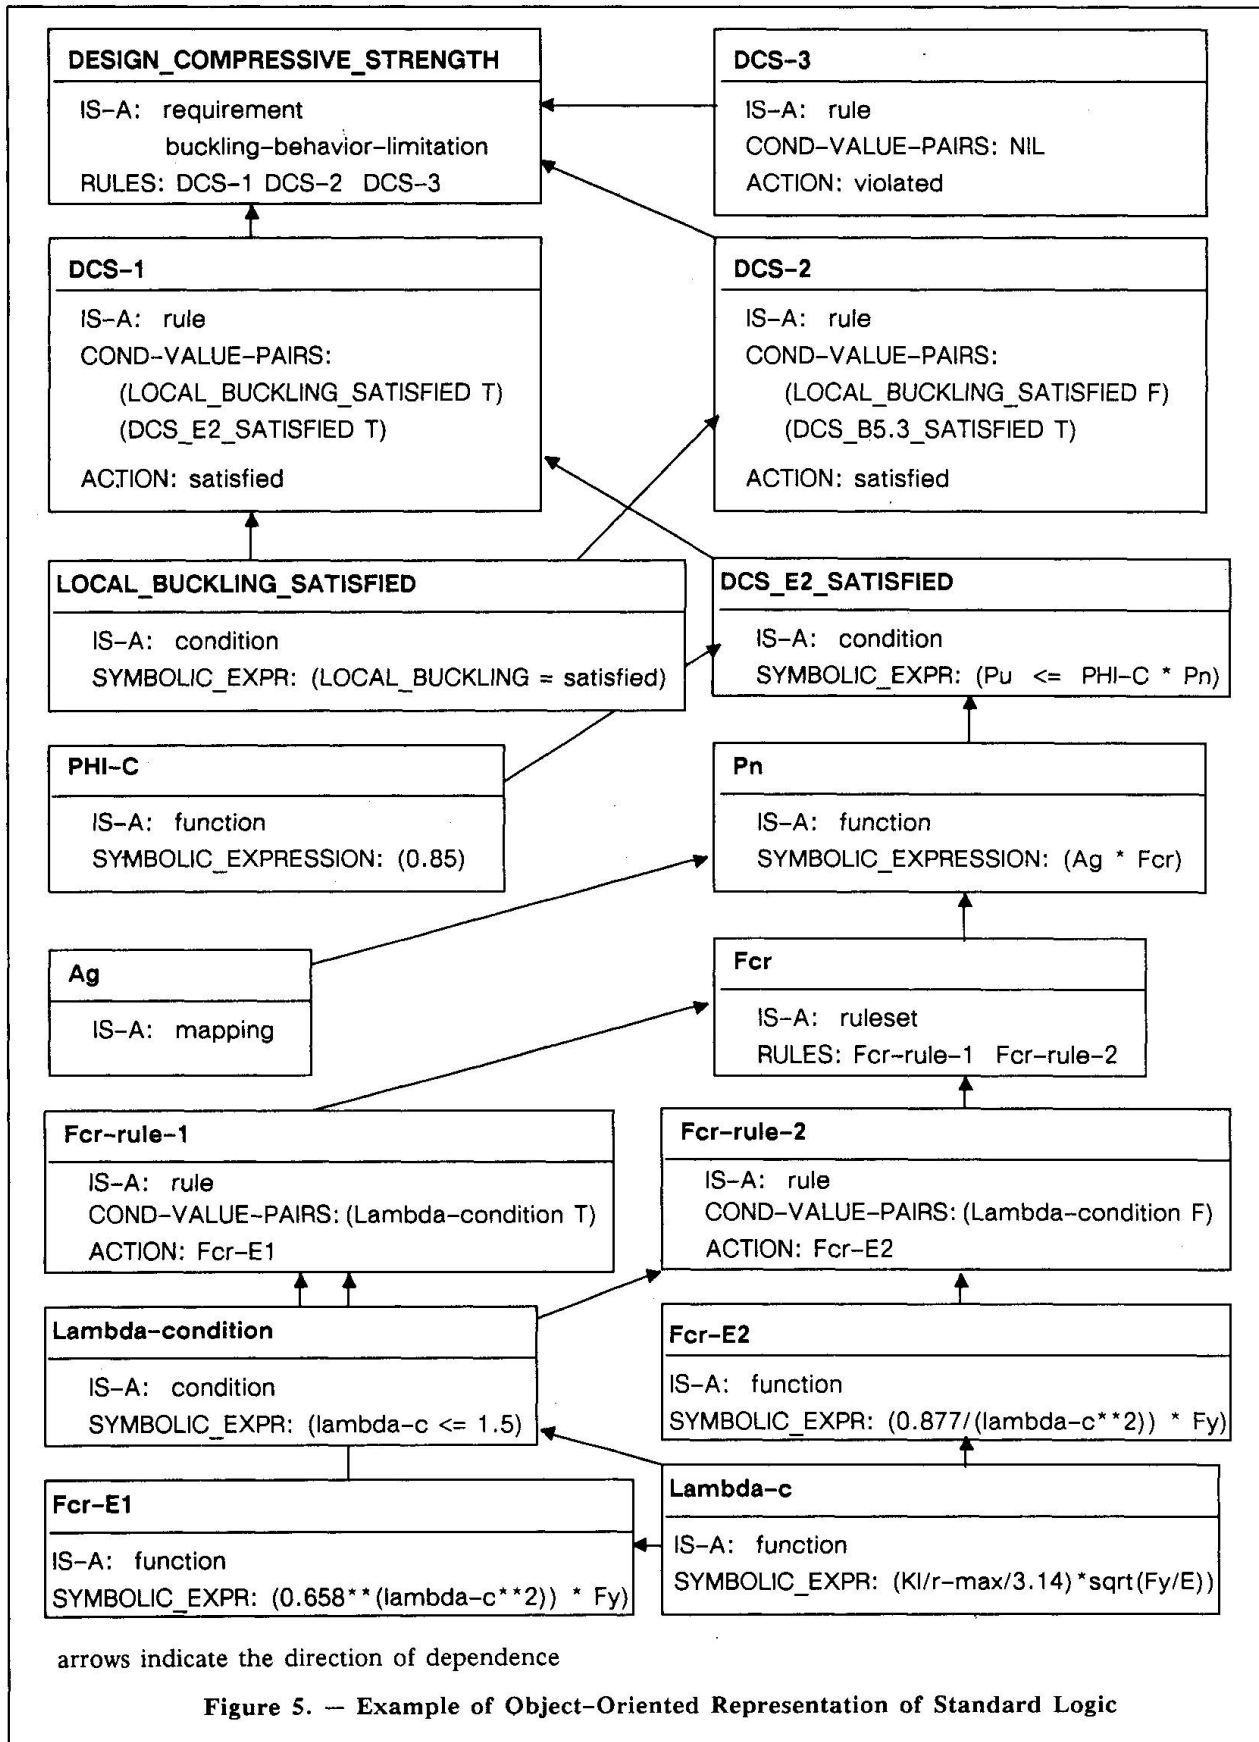 DESIGN_COMPRESSIVE_STRENGTH
IS-A: requirement
buckling-behavior-limitation
RULES: DCS-1 DCS-2 DCS-3
DCS-3
IS-A: rule
COND-VALUE-PAIRS: NIL
ACTION: violated
DCS-1
IS-A: rule
COND-VALUE-PAIRS:
(LOCAL_BUCKLING_SATISFIED T)
(DCS_E2_SATISFIED T)
ACTION: satisfied
DCS-2
IS-A: rule
COND-VALUE-PAIRS:
(LOCAL_BUCKLING_SATISFIED F)
(DCS_B5.3_SATISFIED T)
ACTION: satisfied
LOCAL_BUCKLING_SATISFIED
IS-A: condition
SYMBOLIC_EXPR: (LOCAL_BUCKLING = satisfied)
DCS_E2_SATISFIED
IS-A: condition
SYMBOLIC_EXPR: (Pu <= PHI-C * Pn)
PHI-C
IS-A: function
SYMBOLIC_EXPRESSION: (0.85)
Pn
IS-A: function
SYMBOLIC_EXPRESSION: (Ag * Fcr)
Ag
IS-A: mapping
Fcr
IS-A: ruleset
RULES: Fcr-rule-1 Fcr-rule-2
Fcr-rule-1
IS-A: rule
COND-VALUE-PAIRS: (Lambda-condition T)
ACTION: Fcr-E1
Fcr-rule-2
IS-A: rule
COND-VALUE-PAIRS: (Lambda-condition F)
ACTION: Fcr-E2
Lambda-condition
IS-A: condition
SYMBOLIC_EXPR: (lambda-c <= 1.5)
Fcr-E2
IS-A: function
SYMBOLIC_EXPR: (0.877/(lambda-c**2)) * Fy)
Fcr-E1
IS-A: function
SYMBOLIC_EXPR: (0.658**(lambda-c**2)) * Fy)
Lambda-c
IS-A: function
SYMBOLIC_EXPR: (Kl/r-max/3.14)*sqrt(Fy/E))
arrows indicate the direction of dependence
Figure 5. — Example of Object-Oriented Representation of Standard Logic